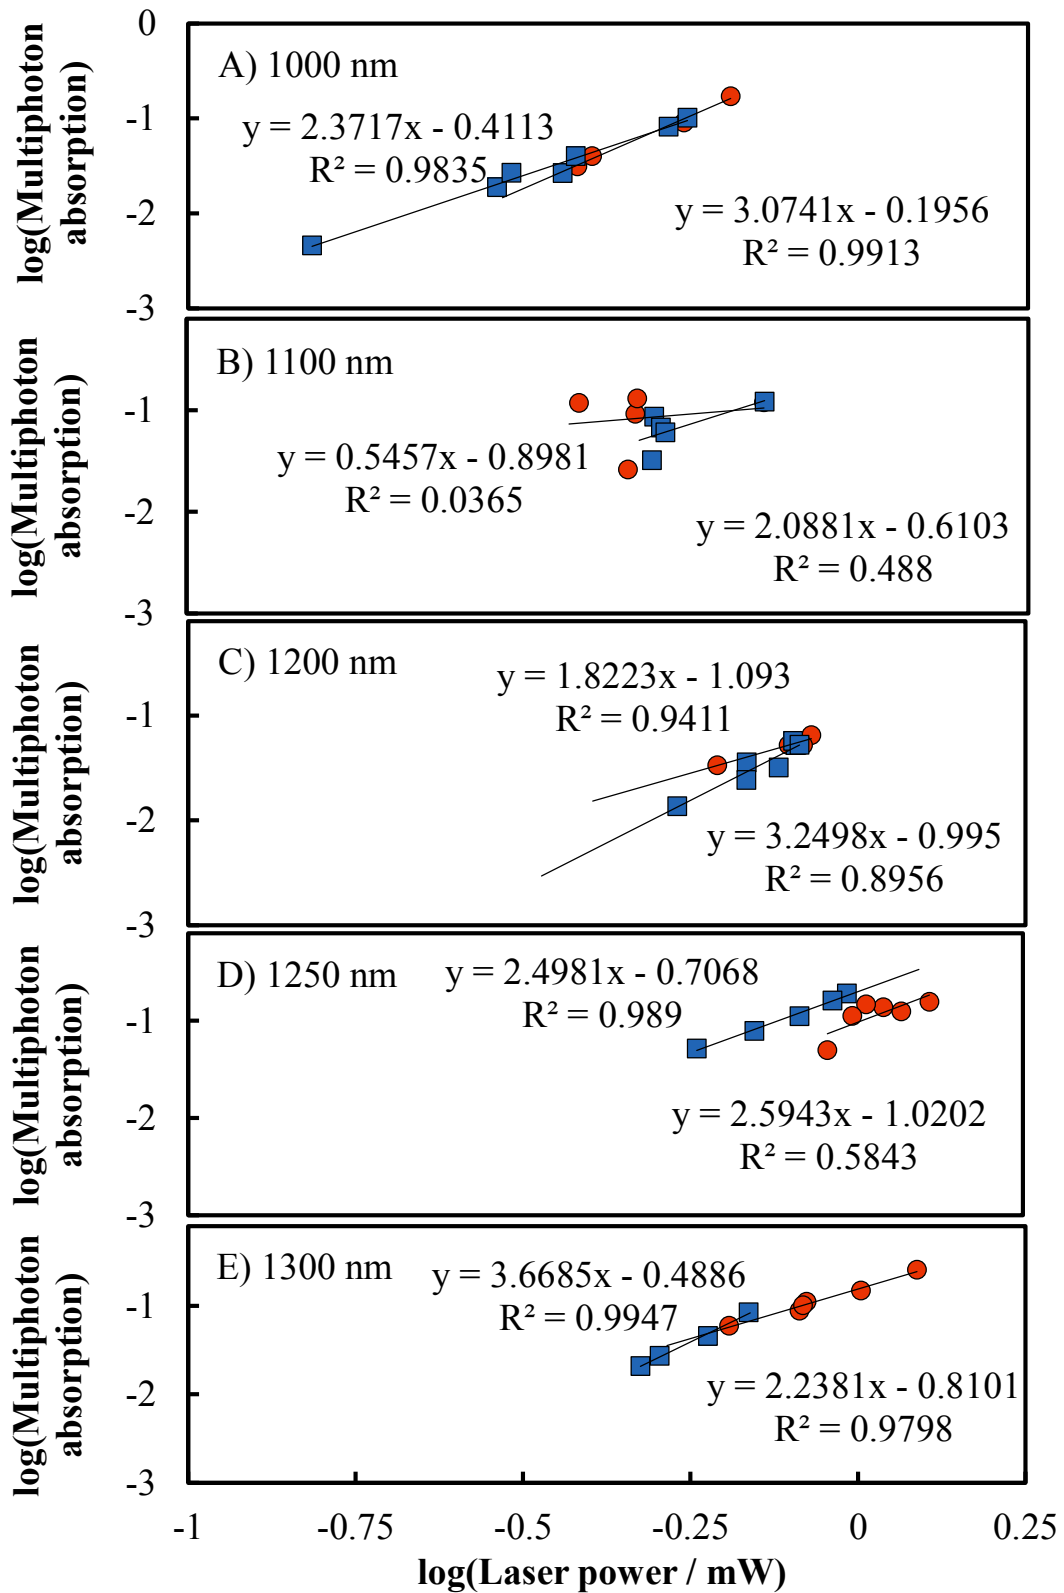 0
A) 1000 nm
-1
y = 2.3717x - 0.4113
R² = 0.9835
-2
y = 3.0741x - 0.1956
R² = 0.9913
-3
log(Multiphoton
absorption)
B) 1100 nm
-1
y = 0.5457x - 0.8981
R² = 0.0365
-2
y = 2.0881x - 0.6103
R² = 0.488
-3
log(Multiphoton
absorption)
C) 1200 nm
y = 1.8223x - 1.093
R² = 0.9411
-1
-2
y = 3.2498x - 0.995
R² = 0.8956
-3
log(Multiphoton
absorption)
D) 1250 nm
y = 2.4981x - 0.7068
R² = 0.989
-1
-2
y = 2.5943x - 1.0202
R² = 0.5843
-3
log(Multiphoton
absorption)
E) 1300 nm
y = 3.6685x - 0.4886
R² = 0.9947
-1
-2
y = 2.2381x - 0.8101
R² = 0.9798
-3
log(Multiphoton
absorption)
-1 -0.75 -0.5 -0.25 0 0.25
log(Laser power / mW)